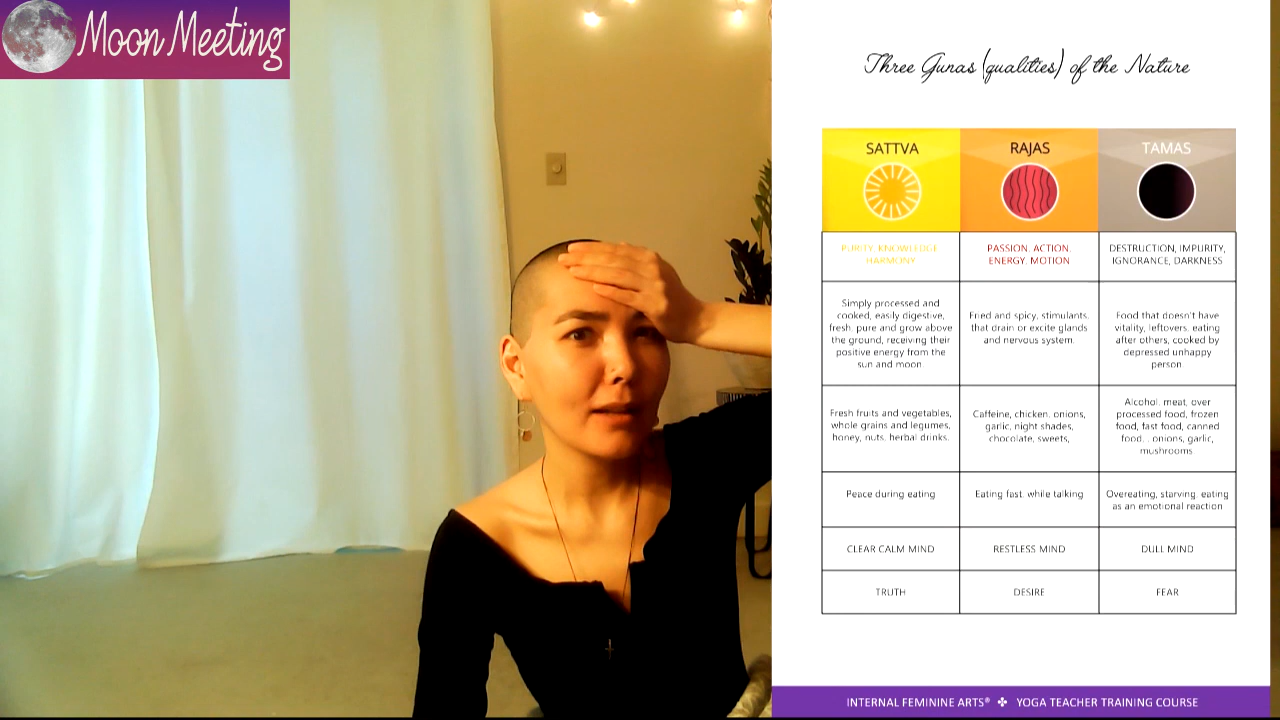 Moon Meeting
Three Gunas (qualities) of the Nature
SATTVA
RAJAS
TAMAS
PURITY. KNOWLEDGE
HARMONY
PASSION. ACTION.
ENERGY. MOTION
DESTRUCTION, IMPURITY,
IGNORANCE, DARKNESS
Simply processed and
cooked, easily digestive,
fresh. pure and grow above
the ground, receiving their
positive energy from the
sun and moon.
Fried and spicy, stimulants.
that drain or excite glands
and nervous system.
Food that doesn't have
vitality, leftovers. eating
after others, cooked by
depressed unhappy
person.
Fresh fruits and vegetables,
whole grains and legumes,
honey, nuts. herbal drinks.
Caffeine, chicken. onions,
garlic, night shades,
chocolate, sweets,
Alcohol. meat, over
processed food, frozen
food, fast food, canned
food. . onions, garlic,
mushrooms.
Peace during eating
Eating fast. while talking
Overeating, starving. eating
as an emotional reaction
CLEAR CALM MIND
RESTLESS MIND
DULL MIND
TRUTH
DESIRE
FEAR
INTERNAL FEMININE ARTS® ✤ YOGA TEACHER TRAINING COURSE